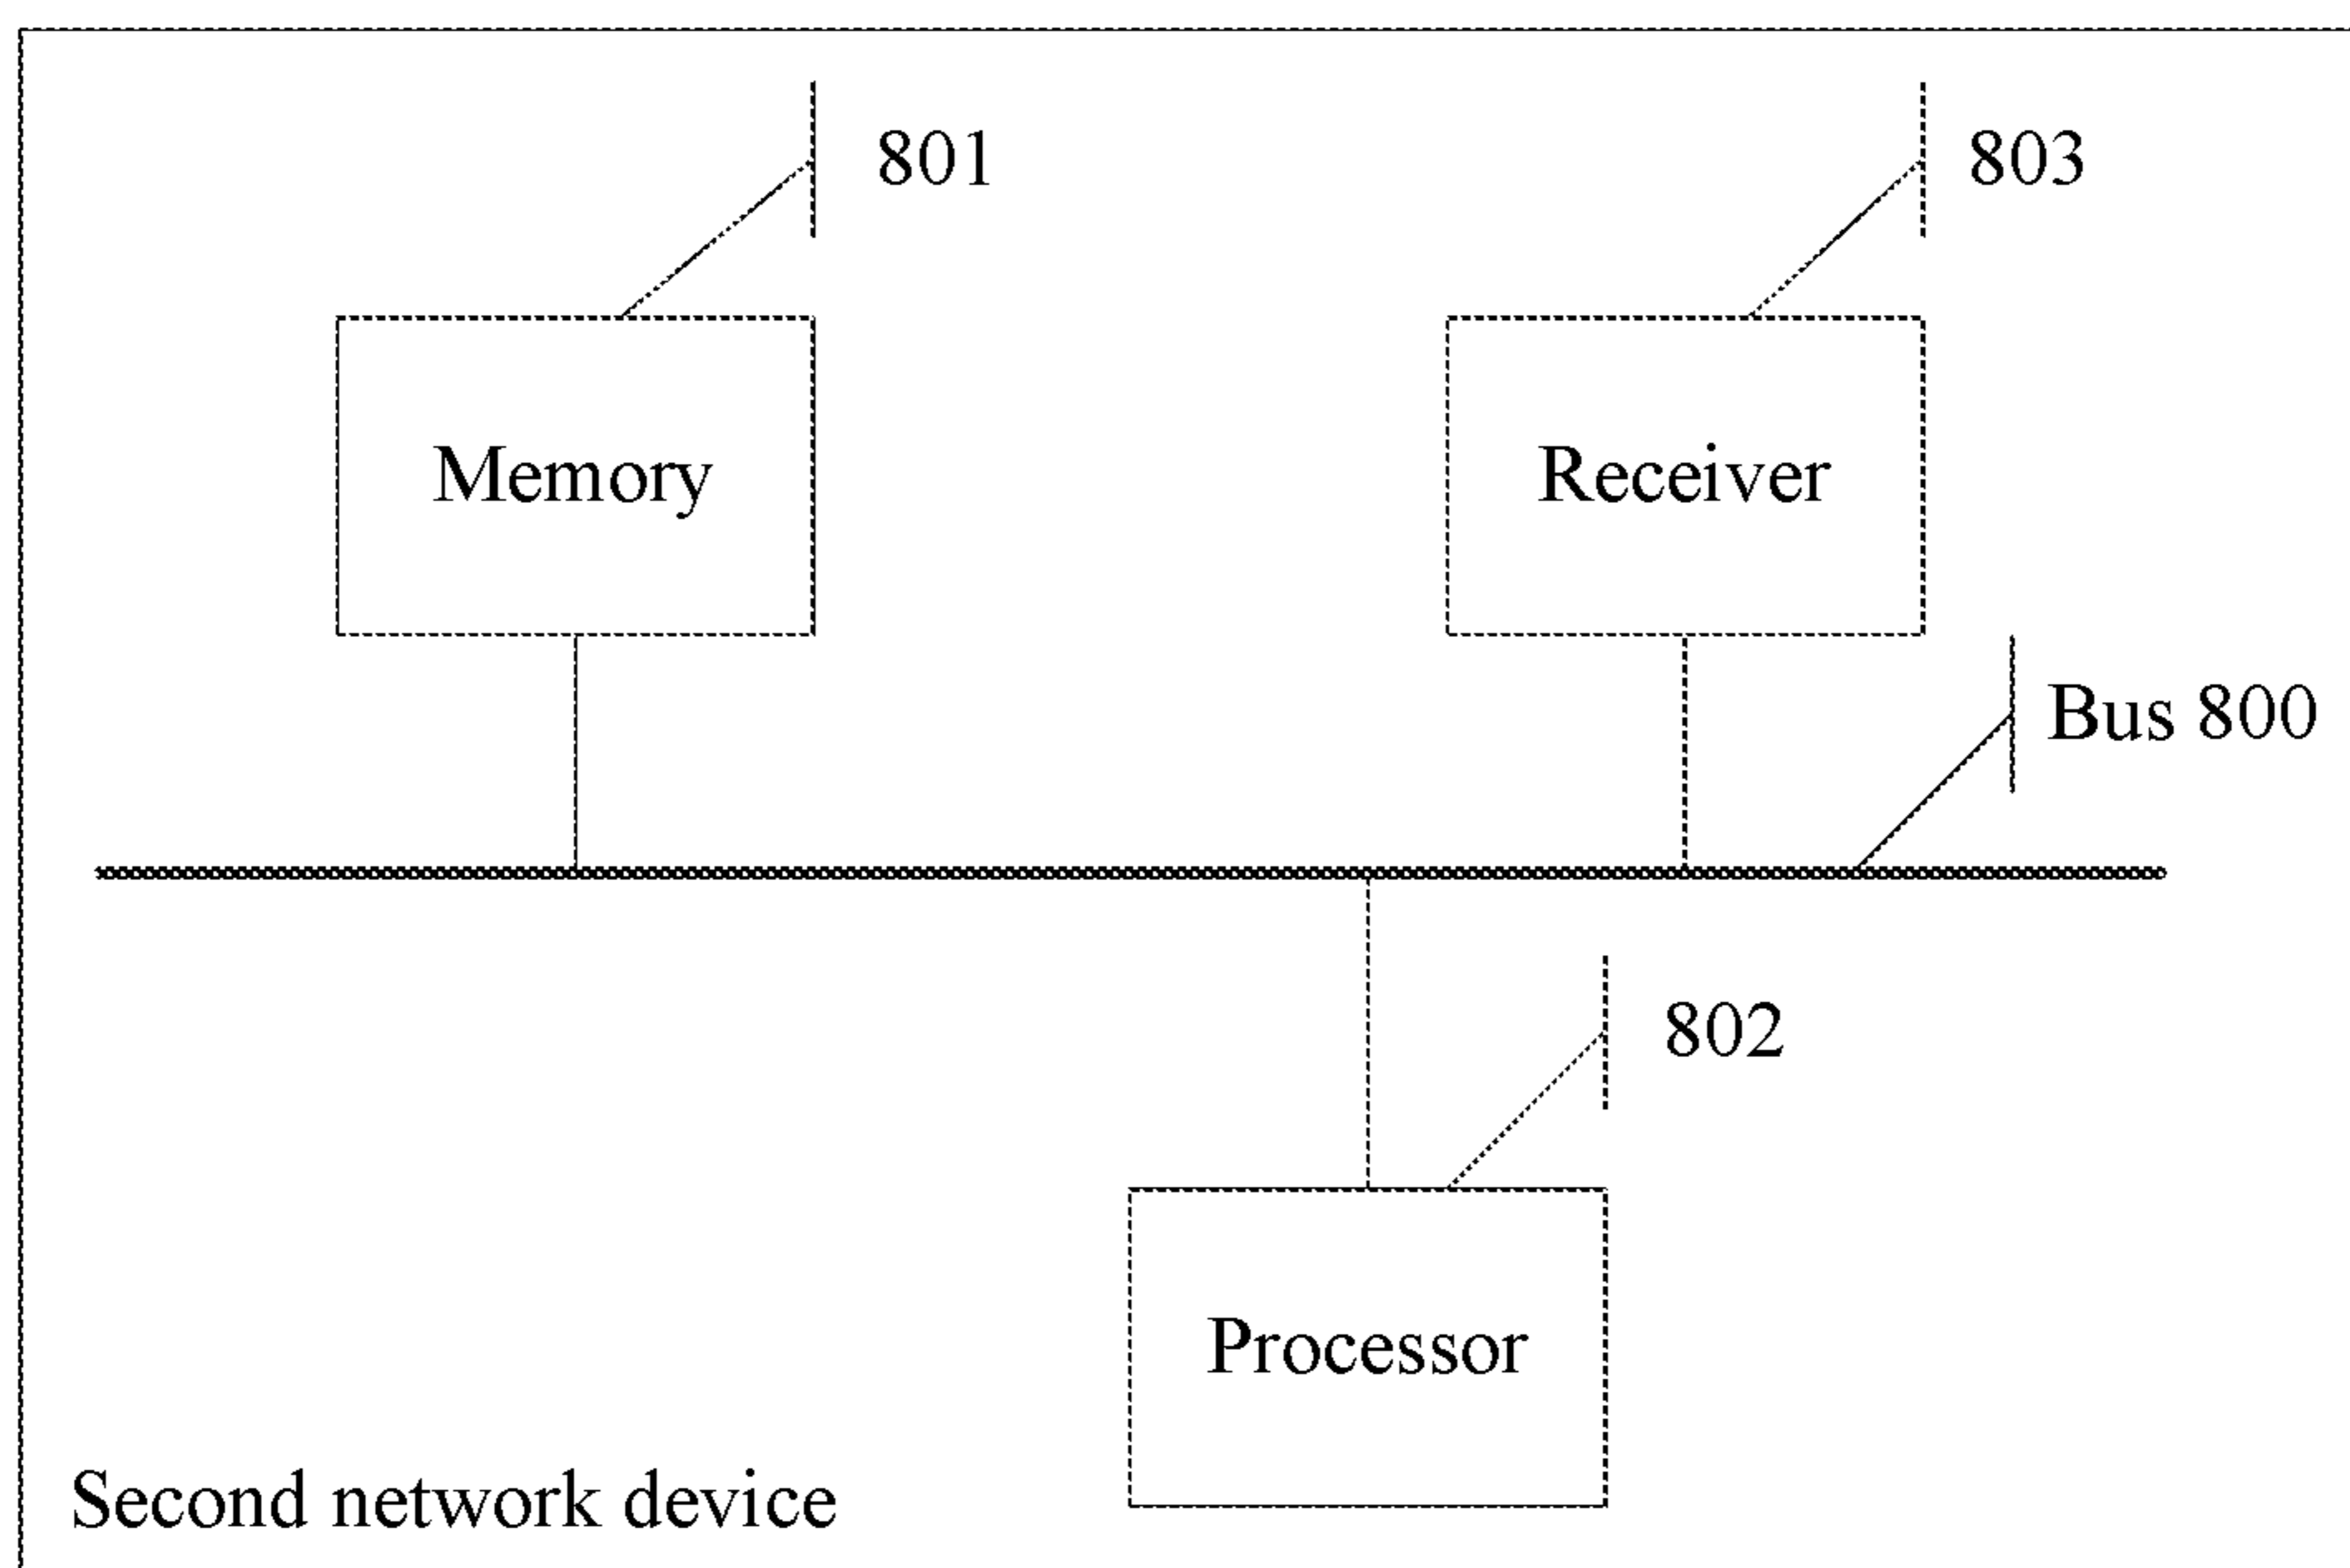 801
803
Memory
Receiver
Bus 800
802
Processor
Second network device